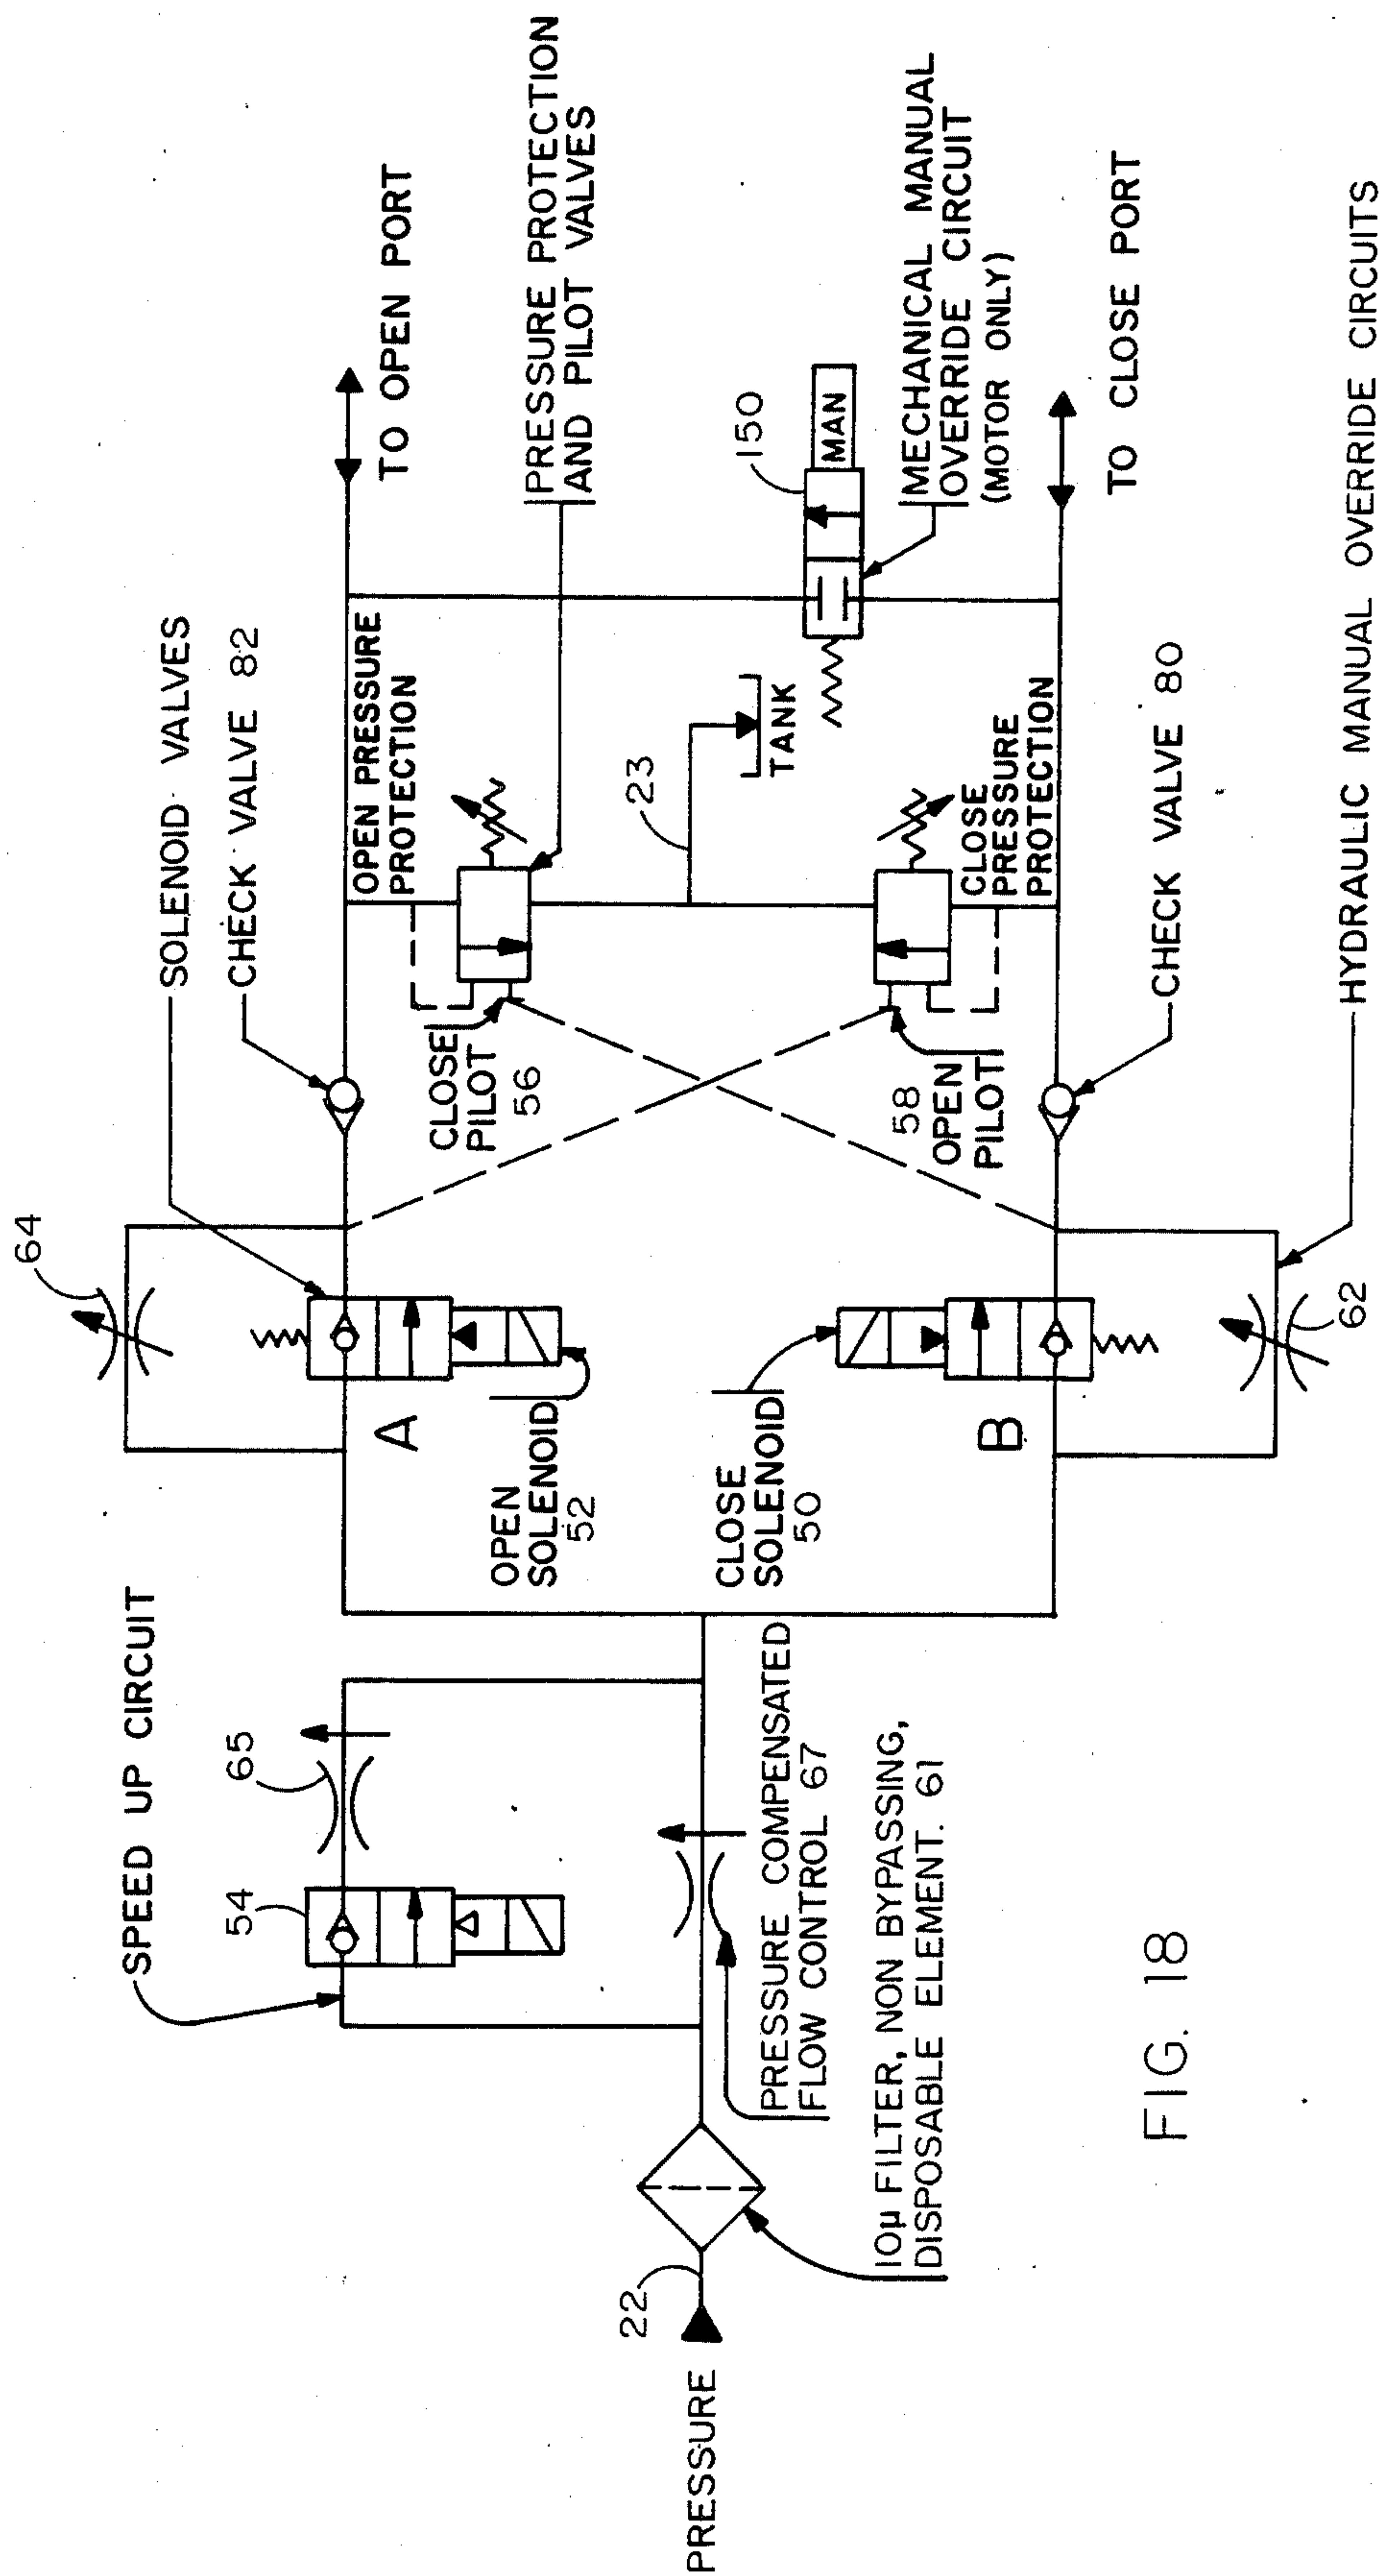 SPEED UP CIRCUIT
54
65
64
SOLENOID VALVES
CHECK VALVE 82
TO OPEN PORT
OPEN PRESSURE
PROTECTION
PRESSURE PROTECTION
AND PILOT VALVES
A
OPEN
SOLENOID
52
CLOSE
PILOT
56
23
TANK
150
MAN
MECHANICAL MANUAL
OVERRIDE CIRCUIT
(MOTOR ONLY)
PRESSURE
22
PRESSURE COMPENSATED
FLOW CONTROL 67
10μ FILTER, NON BYPASSING,
DISPOSABLE ELEMENT. 61
CLOSE
SOLENOID
50
B
58
OPEN
PILOT
CLOSE
PRESSURE
PROTECTION
TO CLOSE PORT
CHECK VALVE 80
62
HYDRAULIC MANUAL OVERRIDE CIRCUITS
FIG. 18